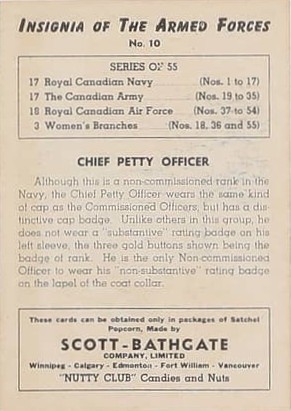 INSIGNIA OF THE ARMED FORCES
No. 10
SERIES OF 55
17 Royal Canadian Navy (Nos. 1 to 17)
17 The Canadian Army (Nos. 19 to 35)
18 Royal Canadian Air Force (Nos. 37 to 54)
3 Women's Branches (Nos. 18, 36 and 55)
CHIEF PETTY OFFICER
Although this is a non-commissioned rank in the
Navy, the Chief Petty Officer wears the same kind
of cap as the Commissioned Officers, but has a dis-
tinctive cap badge. Unlike others in this group, he
does not wear a "substantive" rating badge on his
left sleeve, the three gold buttons shown being the
badge of rank. He is the only Non-commissioned
Officer to wear his "non-substantive" rating badge
on the lapel of the coat collar.
These cards can be obtained only in packages of Satchel
Popcorn, Made by
SCOTT-BATHGATE
COMPANY, LIMITED
Winnipeg - Calgary - Edmonton - Fort William - Vancouver
"NUTTY CLUB" Candies and Nuts